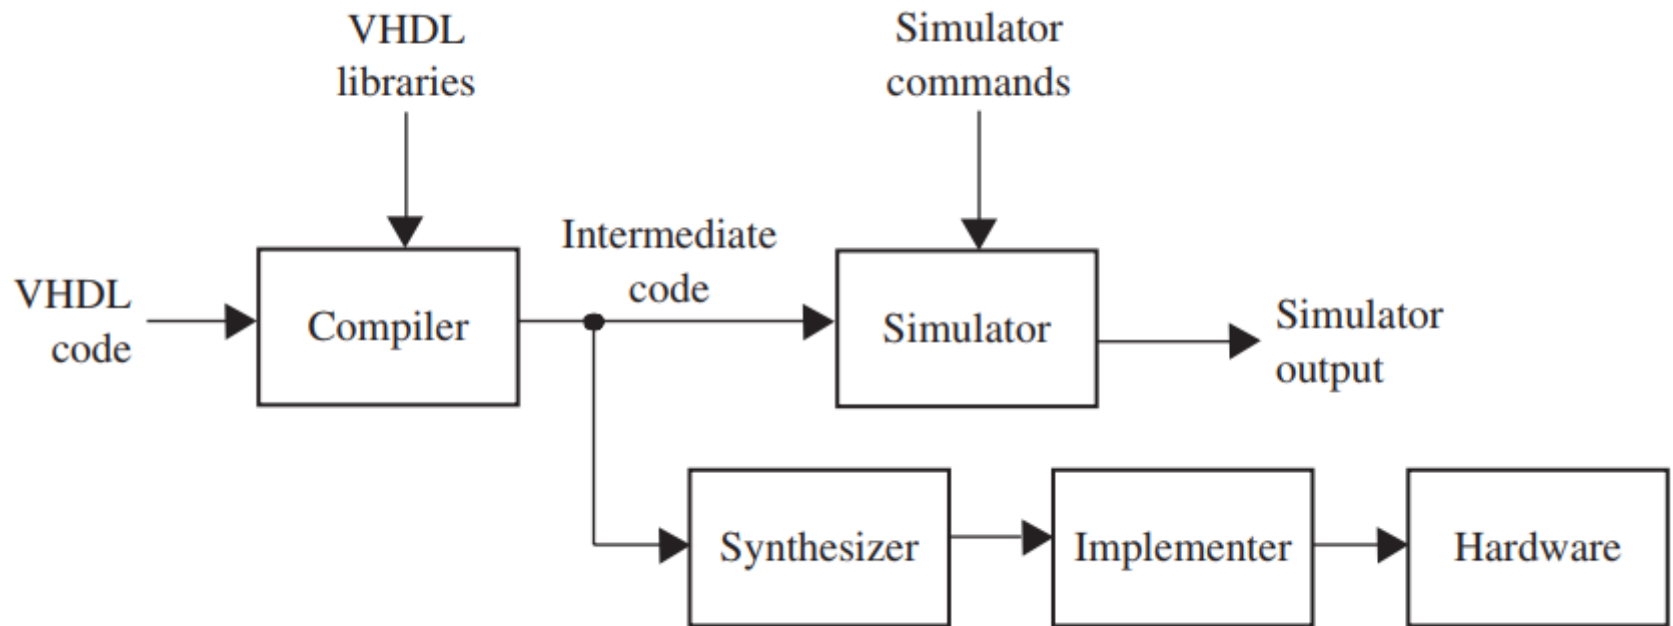 VHDL
libraries
Simulator
commands
Intermediate
code
VHDL
code
Compiler
Simulator
Simulator
output
Synthesizer
Implementer
Hardware